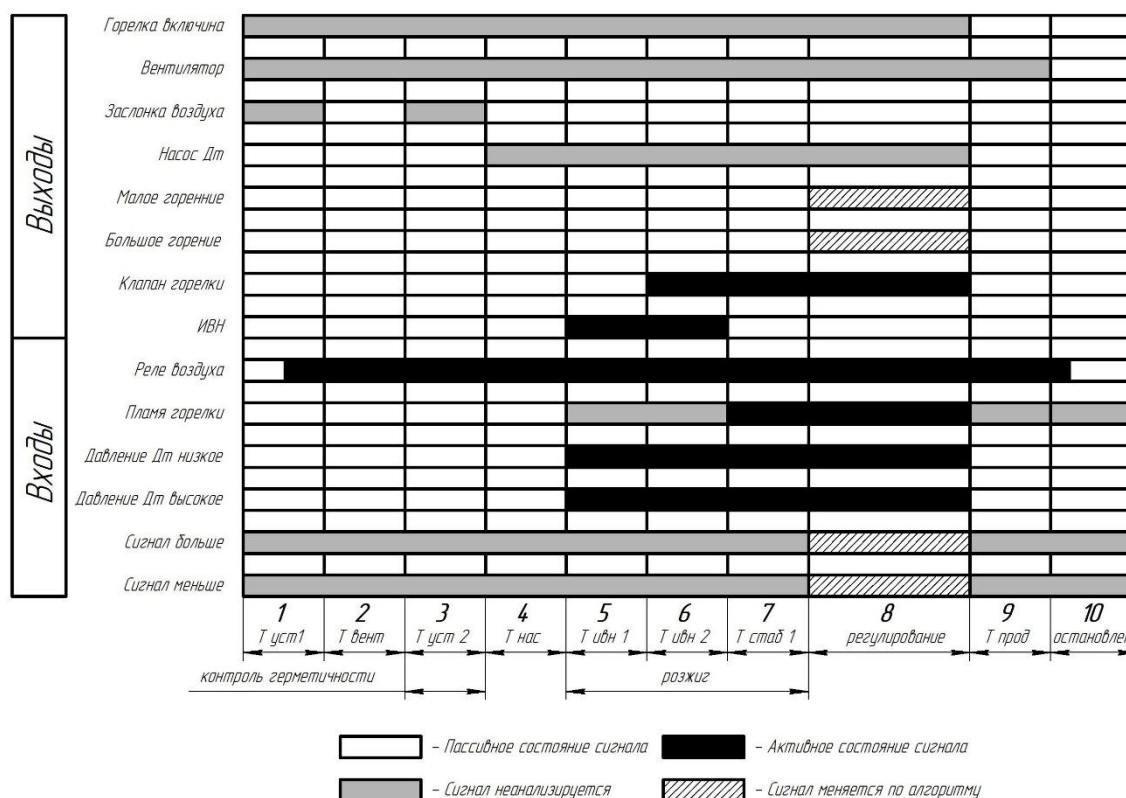 Выходы
Входы
Горелка включина
Вентилятор
Заслонка воздуха
Насос Дт
Малое горенние
Большое горение
Клапан горелки
ИВН
Реле воздуха
Пламя горелки
Давление Дт низкое
Давление Дт высокое
Сигнал больше
Сигнал меньше
1 2 3 4 5 6 7 8 9 10
Т уст1 Т вент Т уст 2 Т нас Т ивн 1 Т ивн 2 Т стаб 1 регулирование Т прод остановлен
контроль герметичности розжиг
- Пассивное состояние сигнала - Активное состояние сигнала
- Сигнал неанализируется - Сигнал меняется по алгоритму